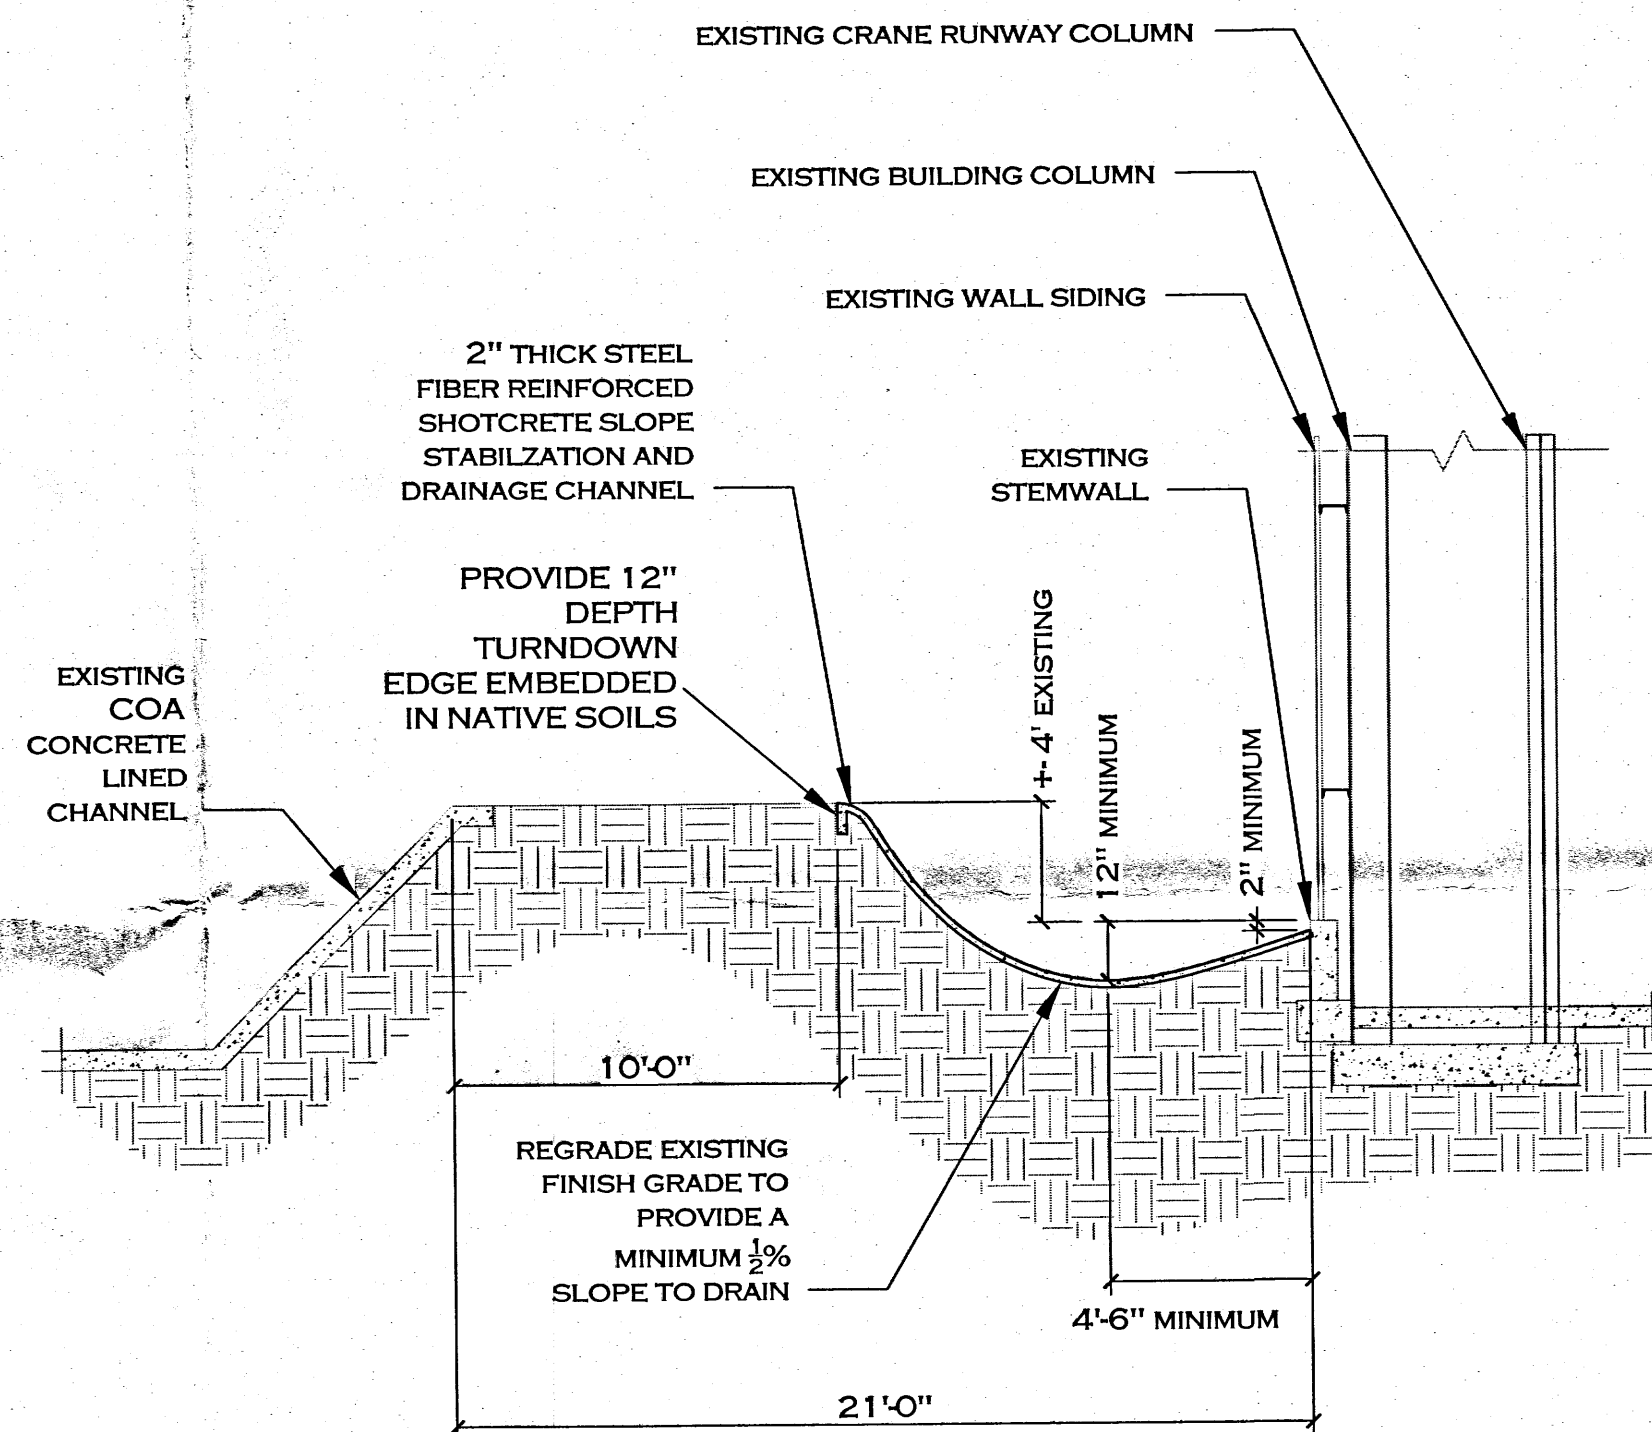 EXISTING CRANE RUNWAY COLUMN
EXISTING BUILDING COLUMN
EXISTING WALL SIDING
2" THICK STEEL
FIBER REINFORCED
SHOTCRETE SLOPE
STABILZATION AND
DRAINAGE CHANNEL
EXISTING
STEMWALL
PROVIDE 12"
DEPTH
TURNDOWN
EDGE EMBEDDED
IN NATIVE SOILS
+- 4' EXISTING
12" MINIMUM
2" MINIMUM
EXISTING
COA
CONCRETE
LINED
CHANNEL
10'-0"
REGRADE EXISTING
FINISH GRADE TO
PROVIDE A
MINIMUM ½%
SLOPE TO DRAIN
4'-6" MINIMUM
21'-0"